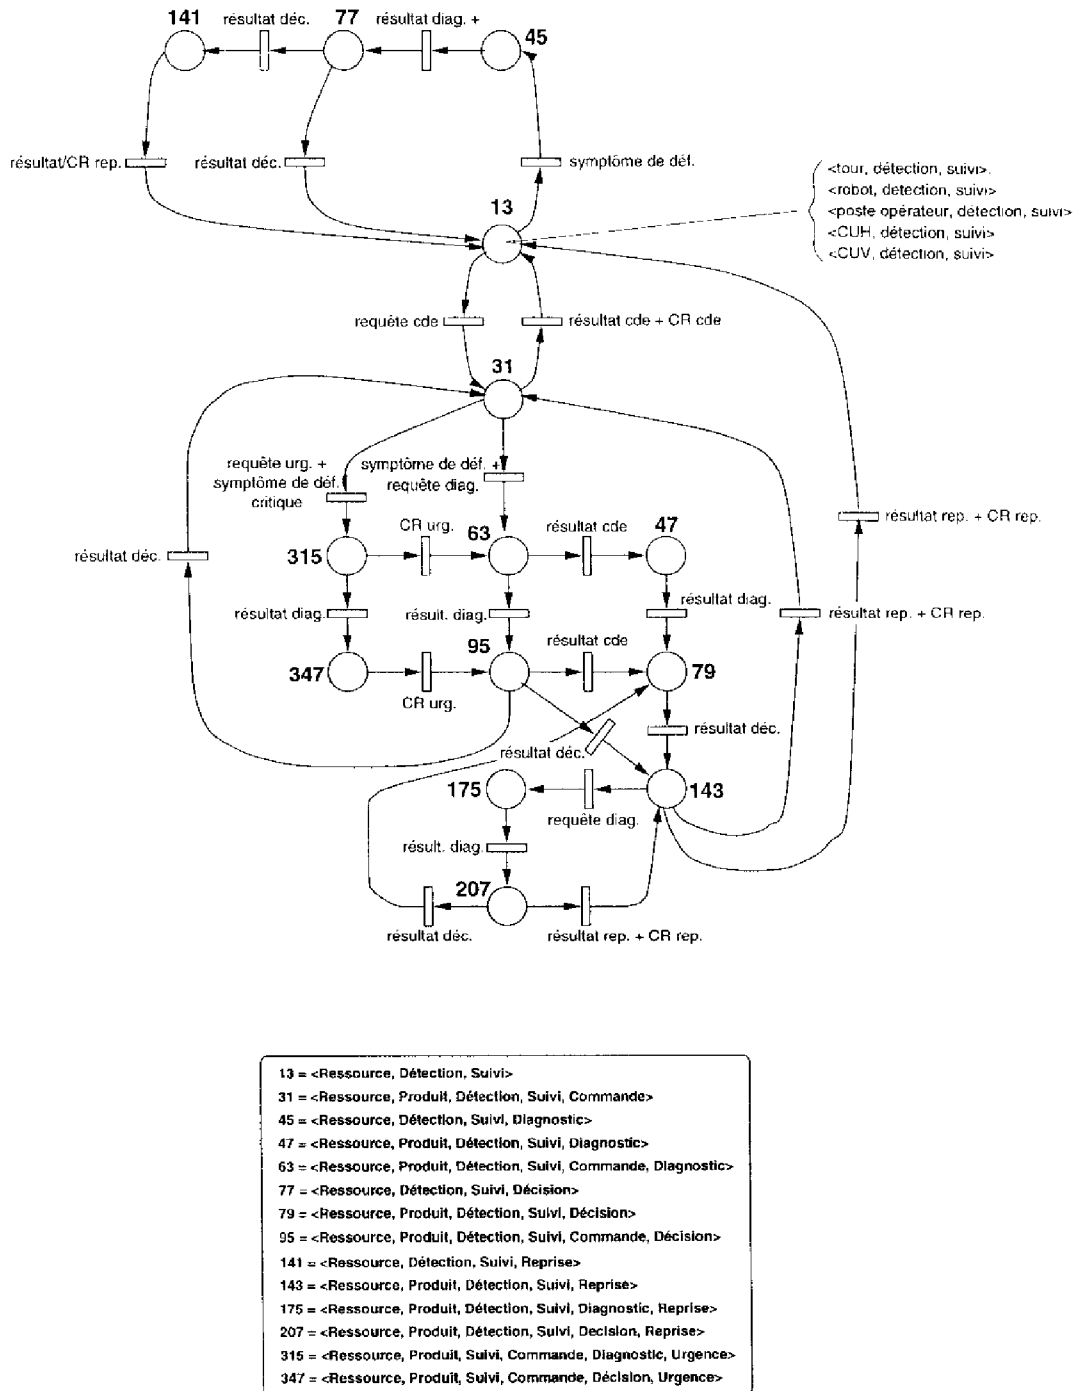 141
résultat déc.
77
résultat diag. +
45
résultat/CR rep.
résultat déc.
symptôme de déf.
<tour, détection, suivi>.
<robot, detection, suivi>
<poste opérateur, détection, suivi>
<CUH, détection, suivi>
<CUV, détection, suivi>
13
requête cde
résultat cde + CR cde
31
requête urg. +
symptôme de déf.
critique
symptôme de déf. +
requête diag.
résultat rep. + CR rep.
CR urg.
63
résultat cde
47
résultat déc.
315
résultat diag.
résult. diag.
résultat diag.
résultat rep. + CR rep.
95
résultat cde
347
79
CR urg.
résultat déc.
résultat déc.
175
143
requête diag.
résult. diag.
207
résultat déc.
résultat rep. + CR rep.
13 = <Ressource, Détection, Suivi>
31 = <Ressource, Produit, Détection, Suivi, Commande>
45 = <Ressource, Détection, Suivi, Diagnostic>
47 = <Ressource, Produit, Détection, Suivi, Diagnostic>
63 = <Ressource, Produit, Détection, Suivi, Commande, Diagnostic>
77 = <Ressource, Détection, Suivi, Décision>
79 = <Ressource, Produit, Détection, Suivi, Décision>
95 = <Ressource, Produit, Détection, Suivi, Commande, Décision>
141 = <Ressource, Détection, Suivi, Reprise>
143 = <Ressource, Produit, Détection, Suivi, Reprise>
175 = <Ressource, Produit, Détection, Suivi, Diagnostic, Reprise>
207 = <Ressource, Produit, Détection, Suivi, Decision, Reprise>
315 = <Ressource, Produit, Suivi, Commande, Diagnostic, Urgence>
347 = <Ressource, Produit, Suivi, Commande, Décision, Urgence>